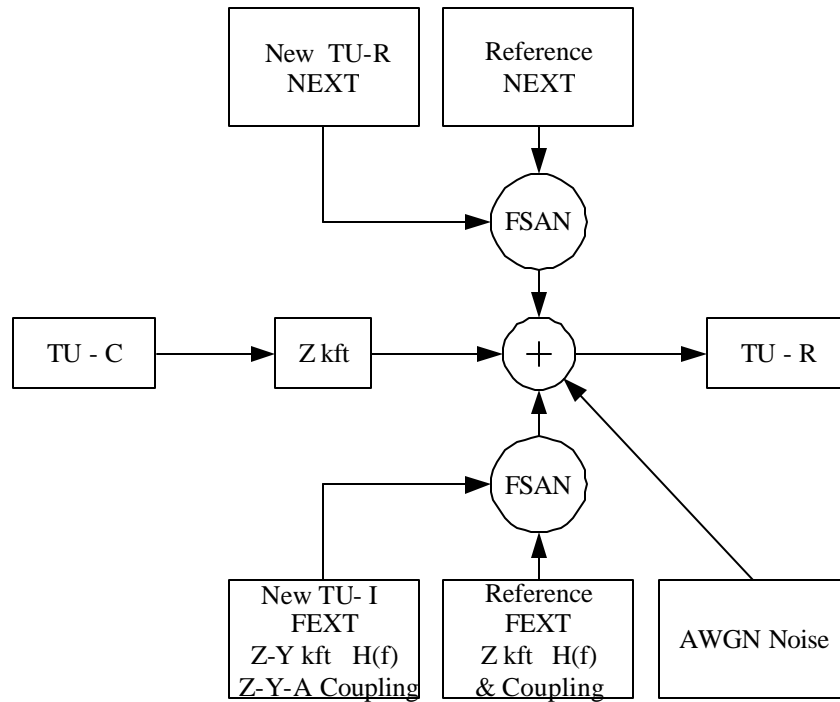 New TU-R
NEXT
Reference
NEXT
FSAN
TU - C
Z kft
+
TU - R
FSAN
New TU- I
FEXT
Z-Y kft H(f)
Z-Y-A Coupling
Reference
FEXT
Z kft H(f)
& Coupling
AWGN Noise